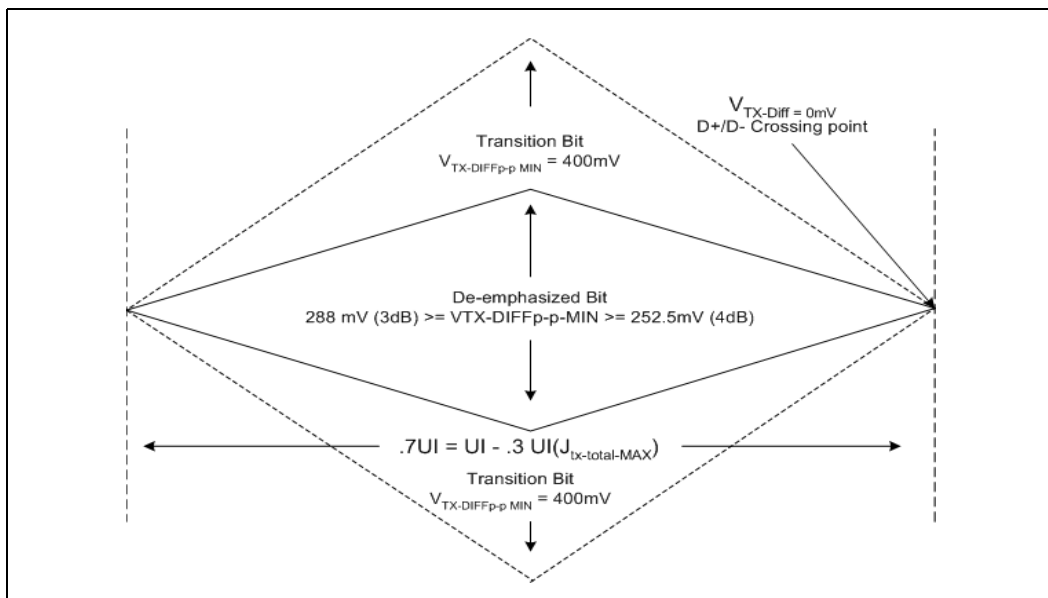 V_TX-Diff = 0mV
D+/D- Crossing point
Transition Bit
V_TX-DIFFp-p MIN = 400mV
De-emphasized Bit
288 mV (3dB) >= VTX-DIFFp-p-MIN >= 252.5mV (4dB)
.7UI = UI - .3 UI(J_tx-total-MAX)
Transition Bit
V_TX-DIFFp-p MIN = 400mV